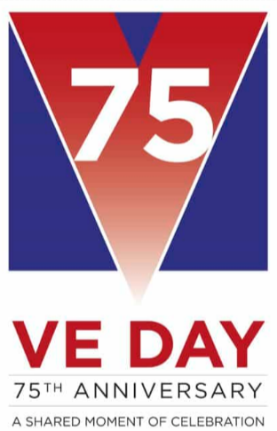 75
VE DAY
75TH ANNIVERSARY
A SHARED MOMENT OF CELEBRATION